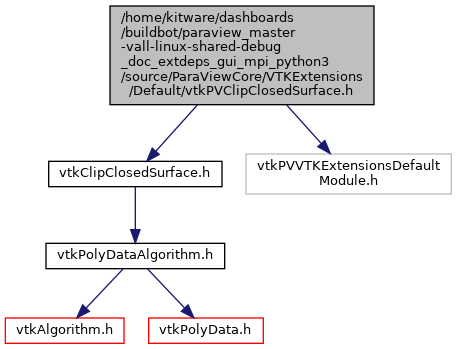 /home/kitware/dashboards
/buildbot/paraview_master
-vall-linux-shared-debug
_doc_extdeps_gui_mpi_python3
/source/ParaViewCore/VTKExtensions
/Default/vtkPVClipClosedSurface.h
vtkClipClosedSurface.h
vtkPVVTKExtensionsDefault
Module.h
vtkPolyDataAlgorithm.h
vtkAlgorithm.h
vtkPolyData.h